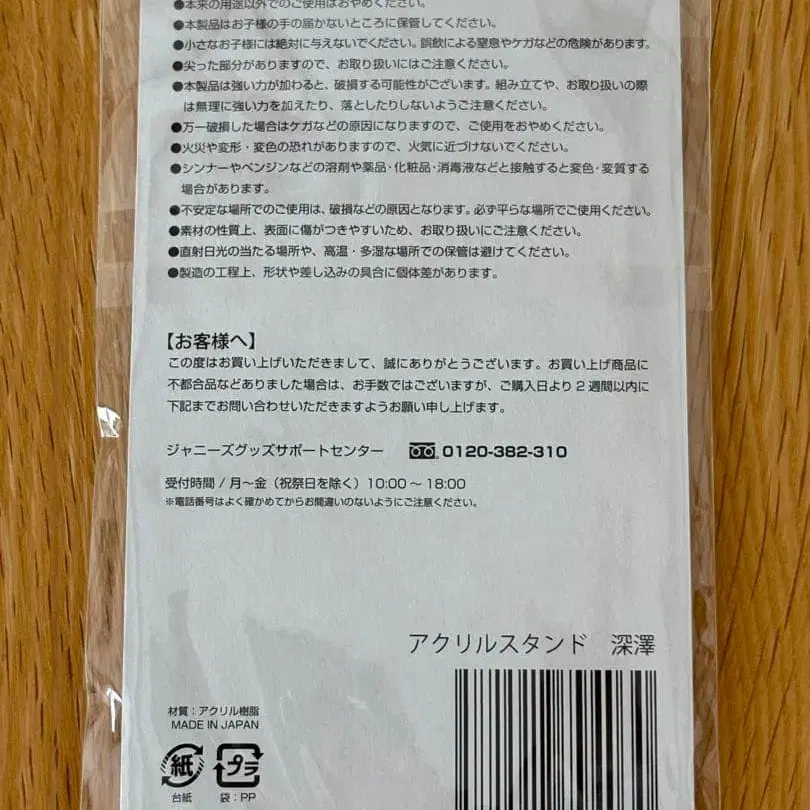 ●本来の用途以外でのご使用はおやめください。
●本製品はお子様の手の届かないところに保管してください。
●小さなお子様には絶対に与えないでください。誤飲による窒息やケガなどの危険があります。
●尖った部分がありますので、お取り扱いにはご注意ください。
●本製品は強い力が加わると、破損する可能性がございます。組み立てや、お取り扱いの際
は無理に強い力を加えたり、落としたりしないようご注意ください。
●万一破損した場合はケガなどの原因になりますので、ご使用をおやめください。
●火災や変形・変色の恐れがありますので、火気に近づけないでください。
●シンナーやベンジンなどの溶剤や薬品・化粧品・消毒液などと接触すると変色・変質する
場合があります。
●不安定な場所でのご使用は、破損などの原因となります。必ず平らな場所でご使用ください。
●素材の性質上、表面に傷がつきやすいため、お取り扱いにご注意ください。
●直射日光の当たる場所や、高温・多湿な場所での保管は避けてください。
●製造の工程上、形状や差し込みの具合に個体差があります。
【お客様へ】
この度はお買い上げいただきまして、誠にありがとうございます。お買い上げ商品に
不都合品などありました場合は、お手数ではございますが、ご購入日より2週間以内に
下記までお問い合わせいただきますようお願い申し上げます。
ジャニーズグッズサポートセンター 0120-382-310
受付時間 / 月〜金（祝祭日を除く）10:00〜18:00
※電話番号はよく確かめてからお間違いのないようにご注意ください。
アクリルスタンド 深澤
材質：アクリル樹脂
MADE IN JAPAN
紙 プラ
台紙 袋：PP